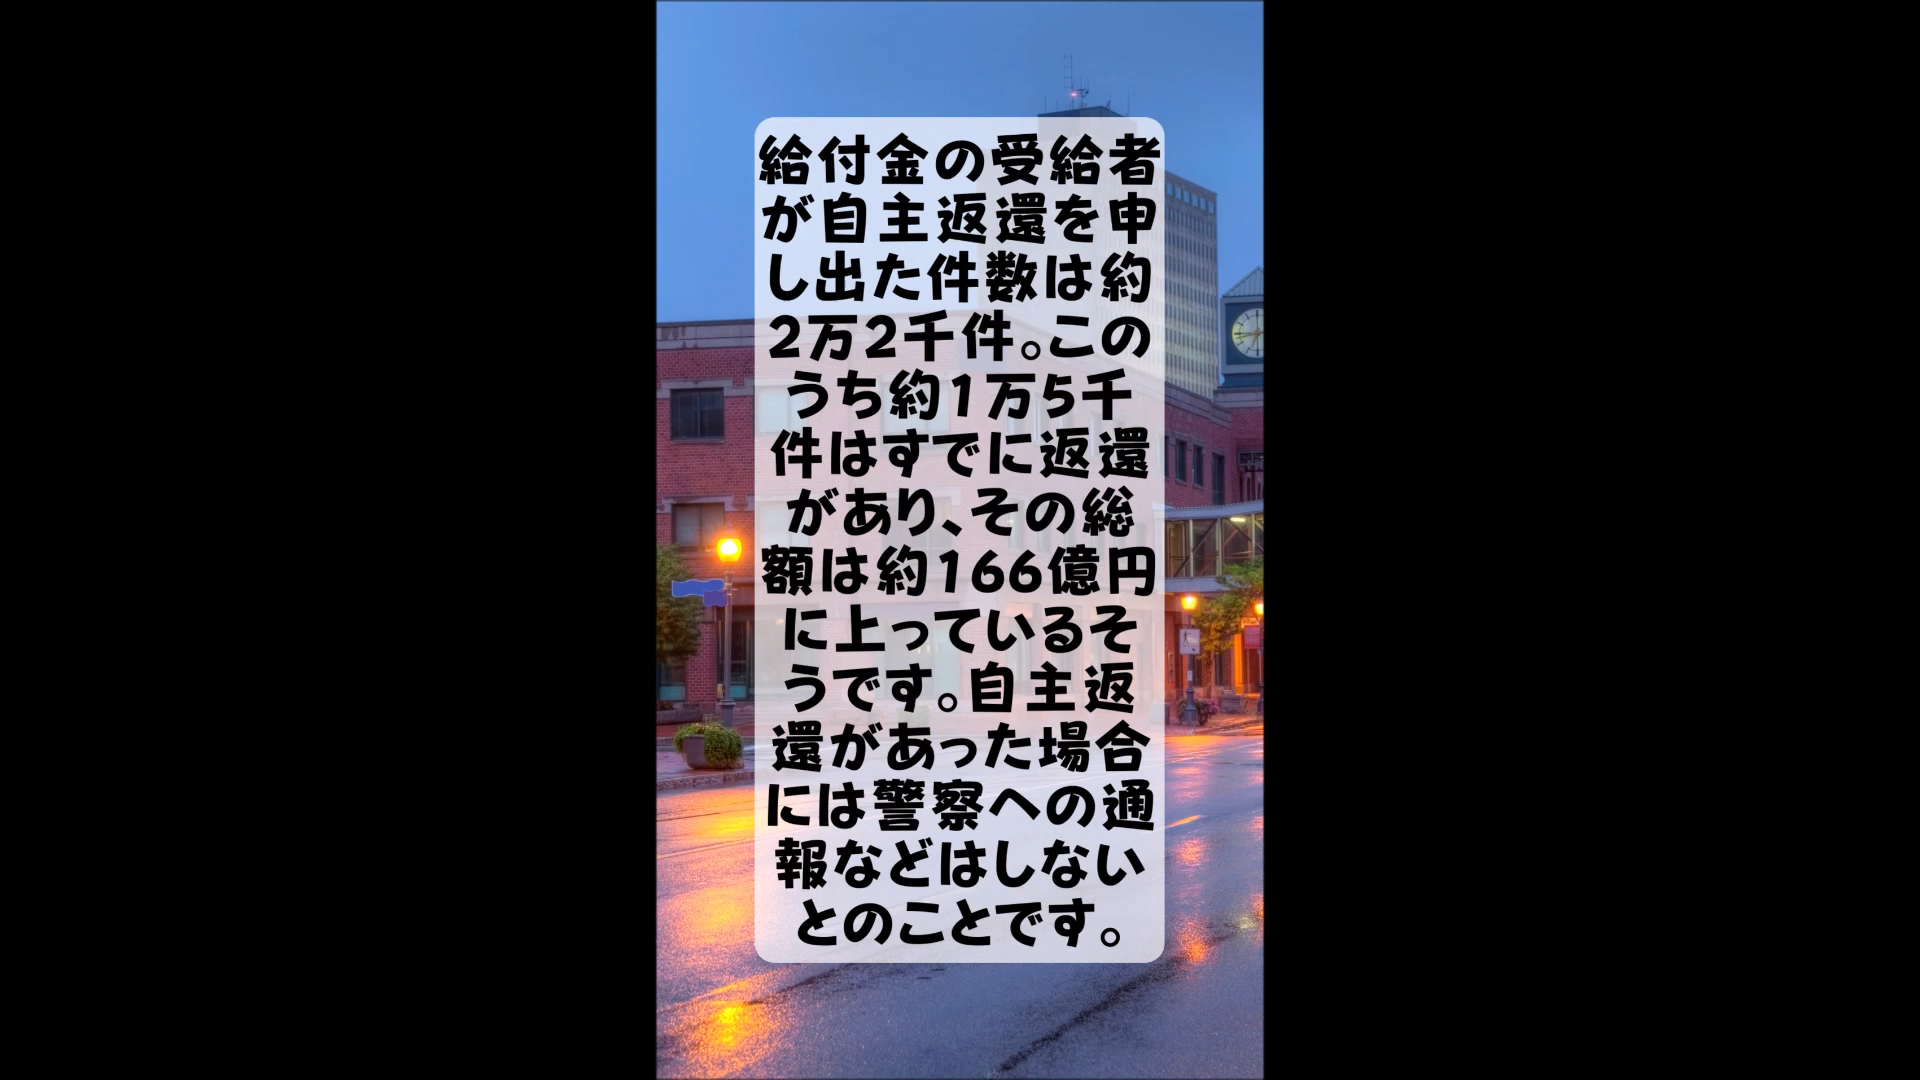 給付金の受給者
が自主返還を申
し出た件数は約
2万2千件。この
うち約1万5千
件はすでに返還
があり、その総
額は約166億円
に上っているそ
うです。自主返
還があった場合
には警察への通
報などはしない
とのことです。